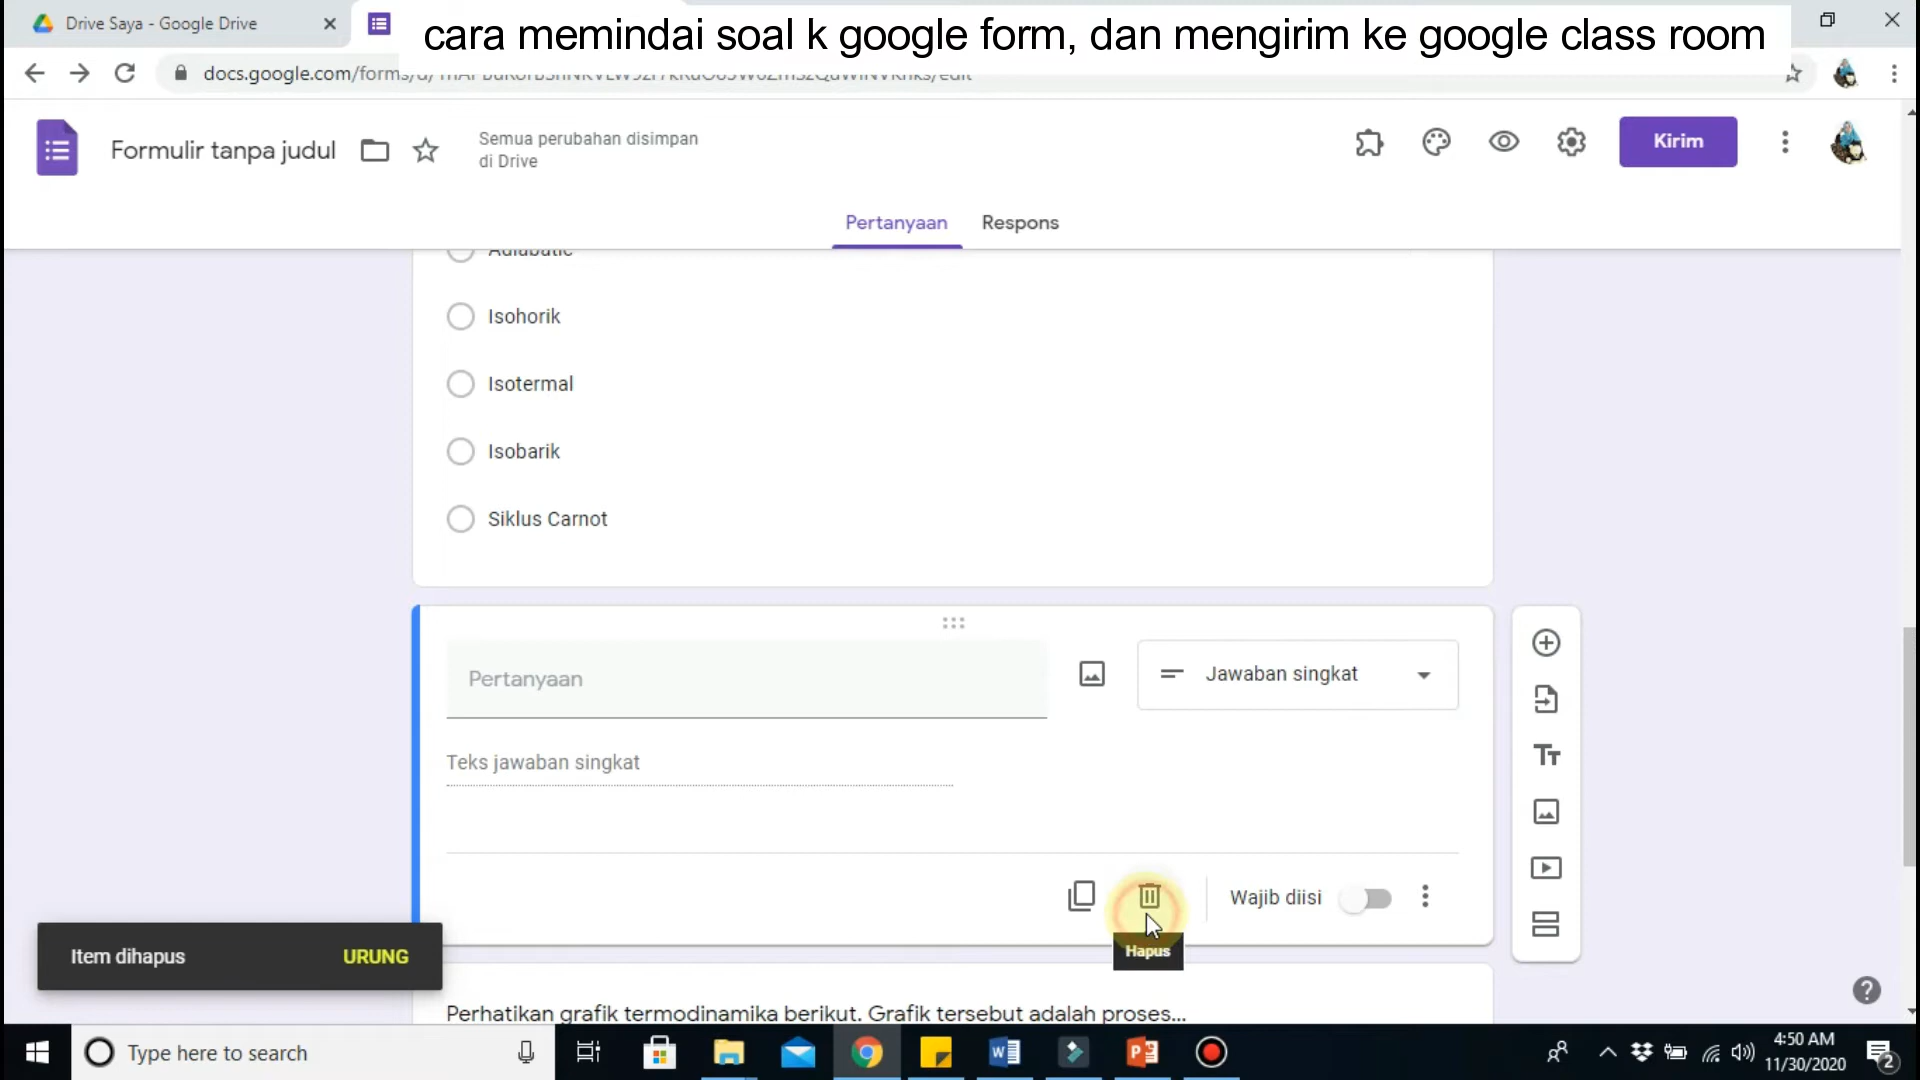 Drive Saya - Google Drive
cara memindai soal k google form, dan mengirim ke google class room
docs.google.com/forms/d/
Formulir tanpa judul
Semua perubahan disimpan
di Drive
Kirim
Pertanyaan
Respons
Adiabatic
Isohorik
Isotermal
Isobarik
Siklus Carnot
Pertanyaan
Jawaban singkat
Teks jawaban singkat
Wajib diisi
Hapus
Item dihapus
URUNG
Perhatikan grafik termodinamika berikut. Grafik tersebut adalah proses...
Type here to search
4:50 AM
11/30/2020
2